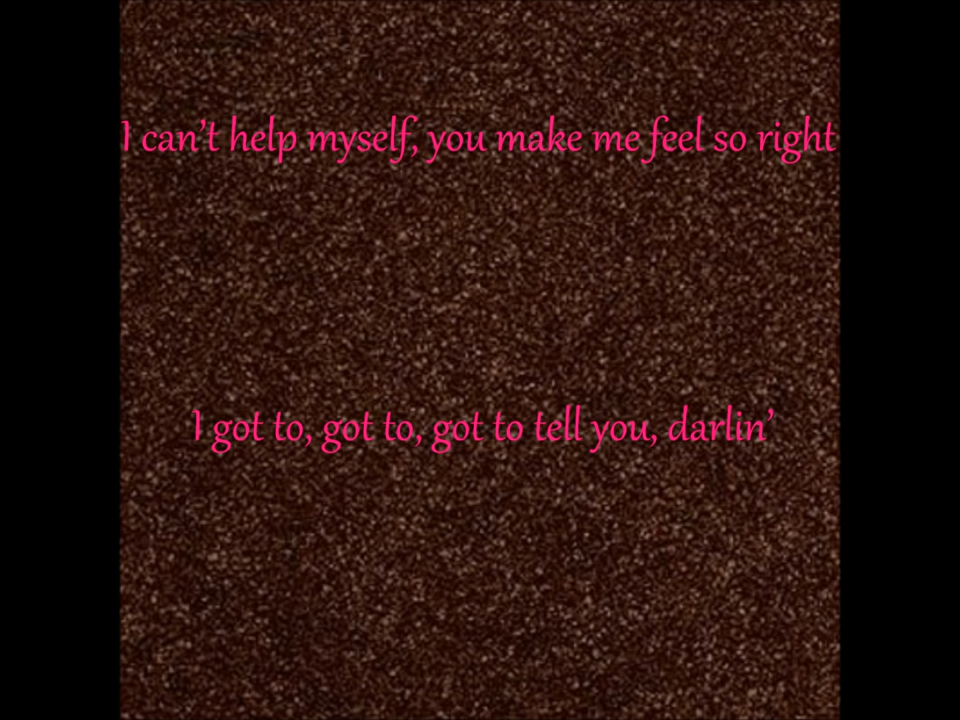 I can’t help myself, you make me feel so right
I got to, got to, got to tell you, darlin’